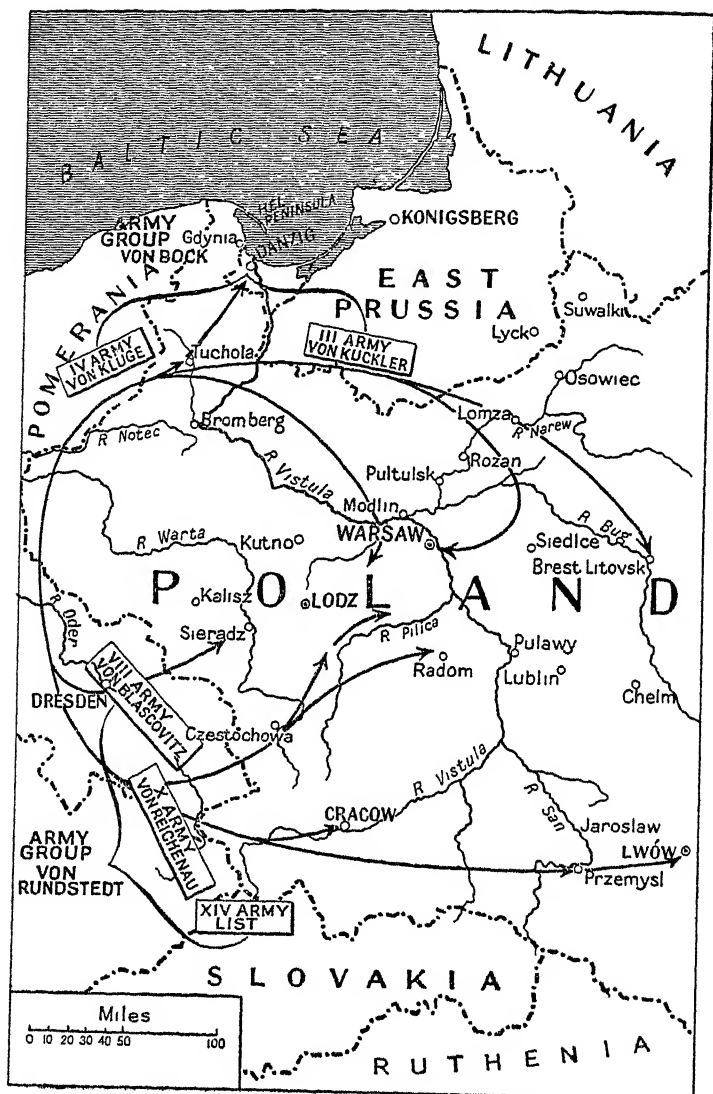 LITHUANIA
BALTIC SEA
HEL
PENINSULA
KONIGSBERG
ARMY
GROUP
VON BOCK
Gdynia
DANZIG
EAST
PRUSSIA
Suwalki
Lyck
POMERANIA
IV ARMY
VON KLUGE
III ARMY
VON KUCKLER
Tuchola
Osowiec
Bromberg
Lomza
R Narew
R Notec
R Vistula
Rozan
Pultulsk
Modlin
R Warta
Kutno
WARSAW
R Bug
Siedlce
Brest Litovsk
POLAND
Kalisz
LODZ
R Oder
Sieradz
R Pilica
Pulawy
Radom
Lublin
Chelm
DRESDEN
VIII ARMY
VON BLASCOVITZ
Czestochowa
X ARMY
VON REICHENAU
R Vistula
R San
CRACOW
Jaroslaw
LWÓW
Przemysl
ARMY
GROUP
VON
RUNDSTEDT
XIV ARMY
LIST
SLOVAKIA
RUTHENIA
Miles
0 10 20 30 40 50 100